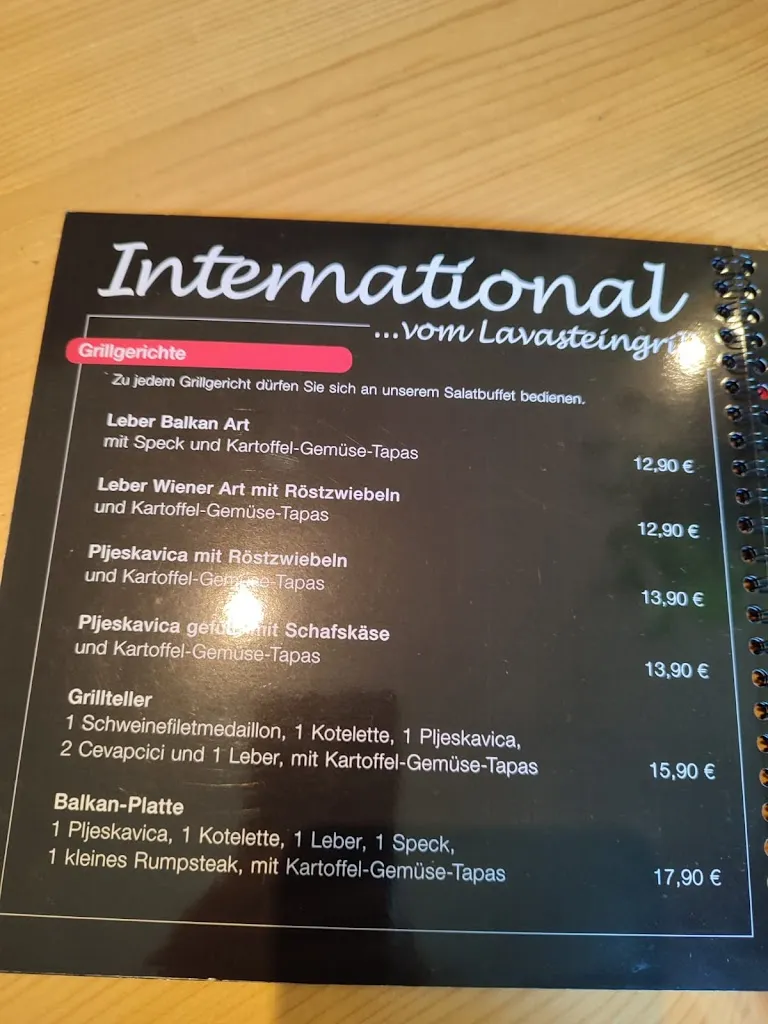 International
...vom Lavasteingrill
Grillgerichte
Zu jedem Grillgericht dürfen Sie sich an unserem Salatbuffet bedienen.
Leber Balkan Art
mit Speck und Kartoffel-Gemüse-Tapas
12,90 €
Leber Wiener Art mit Röstzwiebeln
und Kartoffel-Gemüse-Tapas
12,90 €
Pljeskavica mit Röstzwiebeln
und Kartoffel-Gemüse-Tapas
13,90 €
Pljeskavica gefüllt mit Schafskäse
und Kartoffel-Gemüse-Tapas
13,90 €
Grillteller
1 Schweinefiletmedaillon, 1 Kotelette, 1 Pljeskavica,
2 Cevapcici und 1 Leber, mit Kartoffel-Gemüse-Tapas
15,90 €
Balkan-Platte
1 Pljeskavica, 1 Kotelette, 1 Leber, 1 Speck,
1 kleines Rumpsteak, mit Kartoffel-Gemüse-Tapas
17,90 €